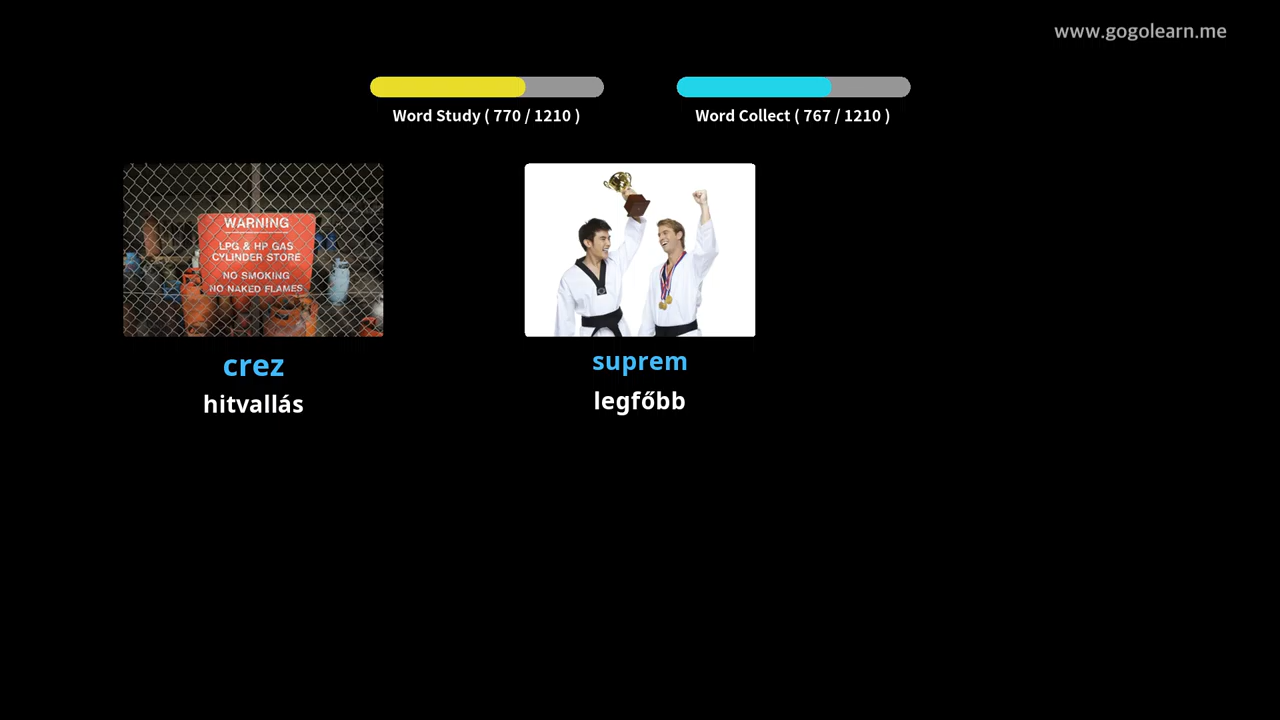 www.gogolearn.me
Word Study ( 770 / 1210 )
Word Collect ( 767 / 1210 )
WARNING
LPG & HP GAS
CYLINDER STORE
NO SMOKING
NO NAKED FLAMES
crez
hitvallás
suprem
legfőbb